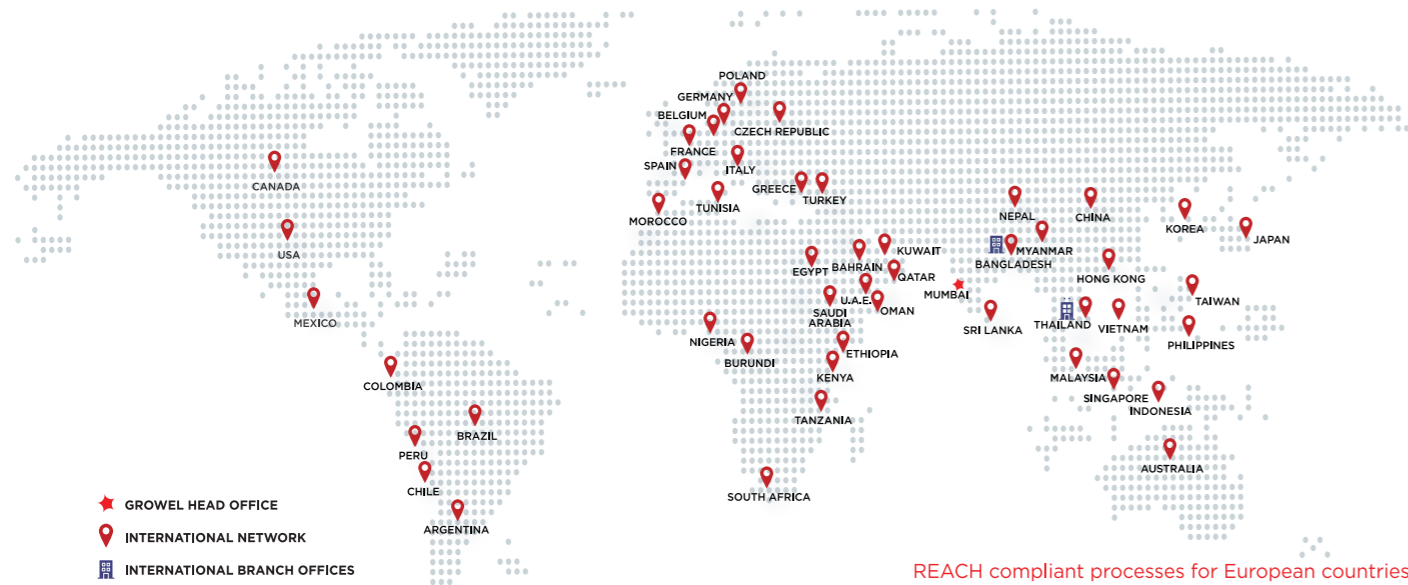 POLAND
GERMANY
BELGIUM
CZECH REPUBLIC
FRANCE
SPAIN
ITALY
GREECE
TURKEY
TUNISIA
MOROCCO
CANADA
USA
MEXICO
NEPAL
CHINA
KOREA
JAPAN
MYANMAR
BANGLADESH
HONG KONG
KUWAIT
BAHRAIN
EGYPT
QATAR
U.A.E.
OMAN
SAUDI
ARABIA
MUMBAI
SRI LANKA
THAILAND
VIETNAM
TAIWAN
PHILIPPINES
NIGERIA
BURUNDI
ETHIOPIA
KENYA
TANZANIA
MALAYSIA
SINGAPORE
INDONESIA
COLOMBIA
BRAZIL
PERU
CHILE
ARGENTINA
SOUTH AFRICA
AUSTRALIA
GROWEL HEAD OFFICE
INTERNATIONAL NETWORK
INTERNATIONAL BRANCH OFFICES
REACH compliant processes for European countries